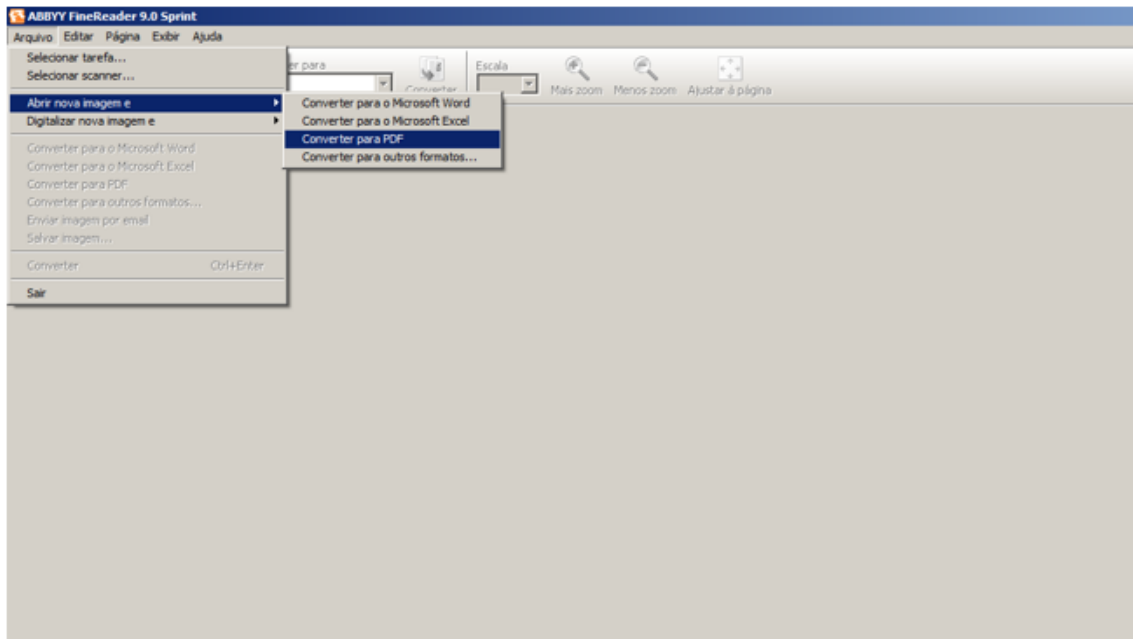 ABBYY FineReader 9.0 Sprint
Arquivo Editar Página Exibir Ajuda
Selecionar tarefa...
Selecionar scanner...
er para
Converter
Escala
Mais zoom Menos zoom Ajustar à página
Abrir nova imagem e
Digitalizar nova imagem e
Converter para o Microsoft Word
Converter para o Microsoft Excel
Converter para PDF
Converter para outros formatos...
Converter para o Microsoft Word
Converter para o Microsoft Excel
Converter para PDF
Converter para outros formatos...
Enviar imagem por email
Salvar imagem...
Converter Ctrl+Enter
Sair